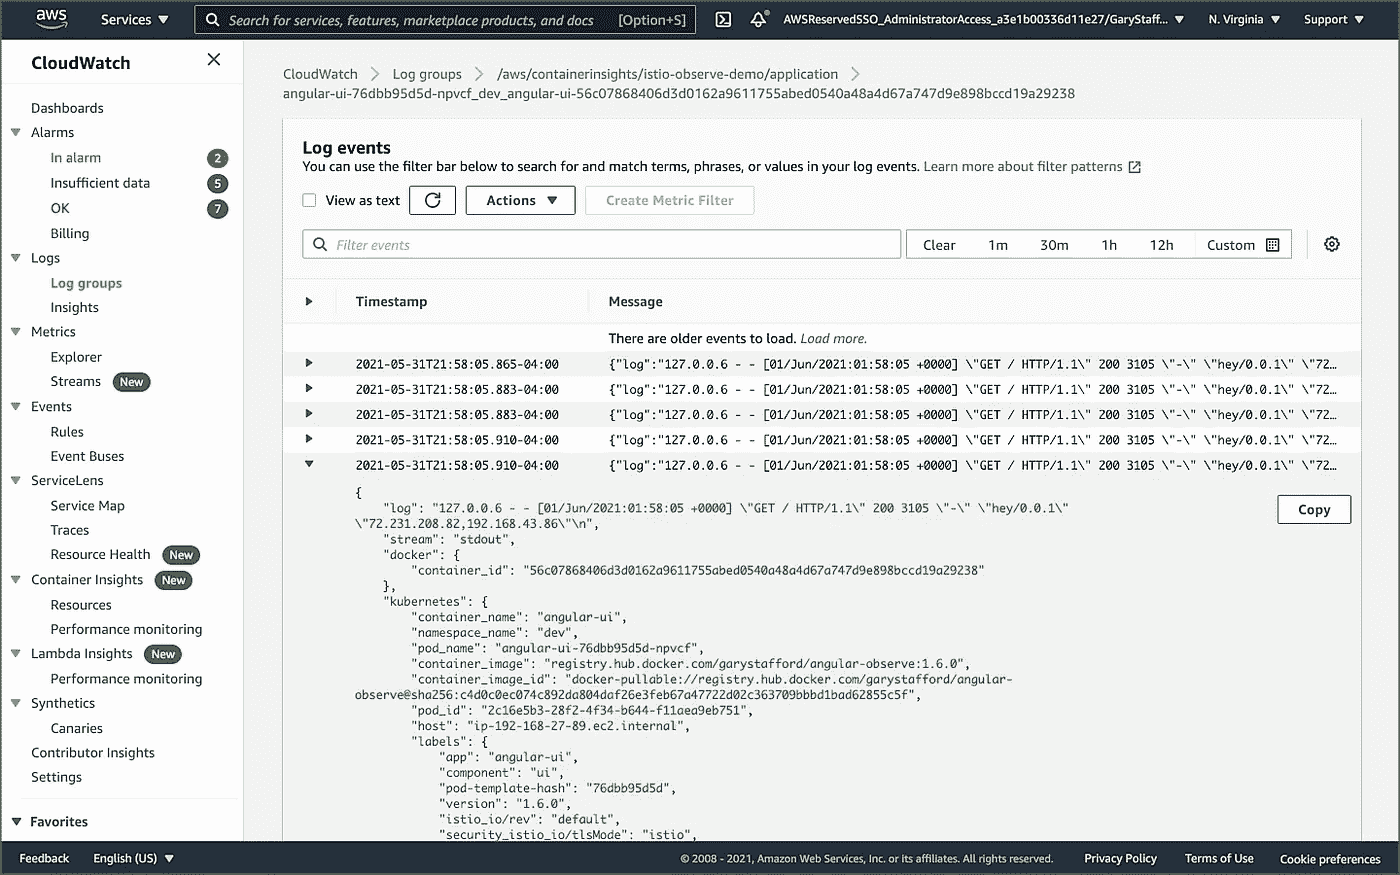 aws
Services ▼
Search for services, features, marketplace products, and docs [Option+S]
AWSReservedSSO_AdministratorAccess_a3e1b00336d11e27/GaryStaff... ▼
N. Virginia ▼
Support ▼
CloudWatch
Dashboards
Alarms
In alarm 2
Insufficient data 5
OK 7
Billing
Logs
Log groups
Insights
Metrics
Explorer
Streams New
Events
Rules
Event Buses
ServiceLens
Service Map
Traces
Resource Health New
Container Insights New
Resources
Performance monitoring
Lambda Insights New
Performance monitoring
Synthetics
Canaries
Contributor Insights
Settings
Favorites
CloudWatch > Log groups > /aws/containerinsights/istio-observe-demo/application >
angular-ui-76dbb95d5d-npvcf_dev_angular-ui-56c07868406d3d0162a9611755abed0540a48a4d67a747d9e898bccd19a29238
Log events
You can use the filter bar below to search for and match terms, phrases, or values in your log events. Learn more about filter patterns
View as text
Actions ▼
Create Metric Filter
Filter events
Clear 1m 30m 1h 12h Custom
Timestamp Message
There are older events to load. Load more.
2021-05-31T21:58:05.865-04:00 {"log":"127.0.0.6 - - [01/Jun/2021:01:58:05 +0000] \"GET / HTTP/1.1\" 200 3105 \"-\" \"hey/0.0.1\" \"72…
2021-05-31T21:58:05.883-04:00 {"log":"127.0.0.6 - - [01/Jun/2021:01:58:05 +0000] \"GET / HTTP/1.1\" 200 3105 \"-\" \"hey/0.0.1\" \"72…
2021-05-31T21:58:05.883-04:00 {"log":"127.0.0.6 - - [01/Jun/2021:01:58:05 +0000] \"GET / HTTP/1.1\" 200 3105 \"-\" \"hey/0.0.1\" \"72…
2021-05-31T21:58:05.910-04:00 {"log":"127.0.0.6 - - [01/Jun/2021:01:58:05 +0000] \"GET / HTTP/1.1\" 200 3105 \"-\" \"hey/0.0.1\" \"72…
2021-05-31T21:58:05.910-04:00 {"log":"127.0.0.6 - - [01/Jun/2021:01:58:05 +0000] \"GET / HTTP/1.1\" 200 3105 \"-\" \"hey/0.0.1\" \"72…
Copy
{
"log": "127.0.0.6 - - [01/Jun/2021:01:58:05 +0000] \"GET / HTTP/1.1\" 200 3105 \"-\" \"hey/0.0.1\"
\"72.231.208.82,192.168.43.86\"\n",
"stream": "stdout",
"docker": {
"container_id": "56c07868406d3d0162a9611755abed0540a48a4d67a747d9e898bccd19a29238"
},
"kubernetes": {
"container_name": "angular-ui",
"namespace_name": "dev",
"pod_name": "angular-ui-76dbb95d5d-npvcf",
"container_image": "registry.hub.docker.com/garystafford/angular-observe:1.6.0",
"container_image_id": "docker-pullable://registry.hub.docker.com/garystafford/angular-
observe@sha256:c4d0c0ec074c892da804daf26e3feb67a47722d02c363709bbbd1bad62855c5f",
"pod_id": "2c16e5b3-28f2-4f34-b644-f11aea9eb751",
"host": "ip-192-168-27-89.ec2.internal",
"labels": {
"app": "angular-ui",
"component": "ui",
"pod-template-hash": "76dbb95d5d",
"version": "1.6.0",
"istio_io/rev": "default",
"security_istio_io/tlsMode": "istio",
Feedback
English (US) ▼
© 2008 - 2021, Amazon Web Services, Inc. or its affiliates. All rights reserved.
Privacy Policy
Terms of Use
Cookie preferences